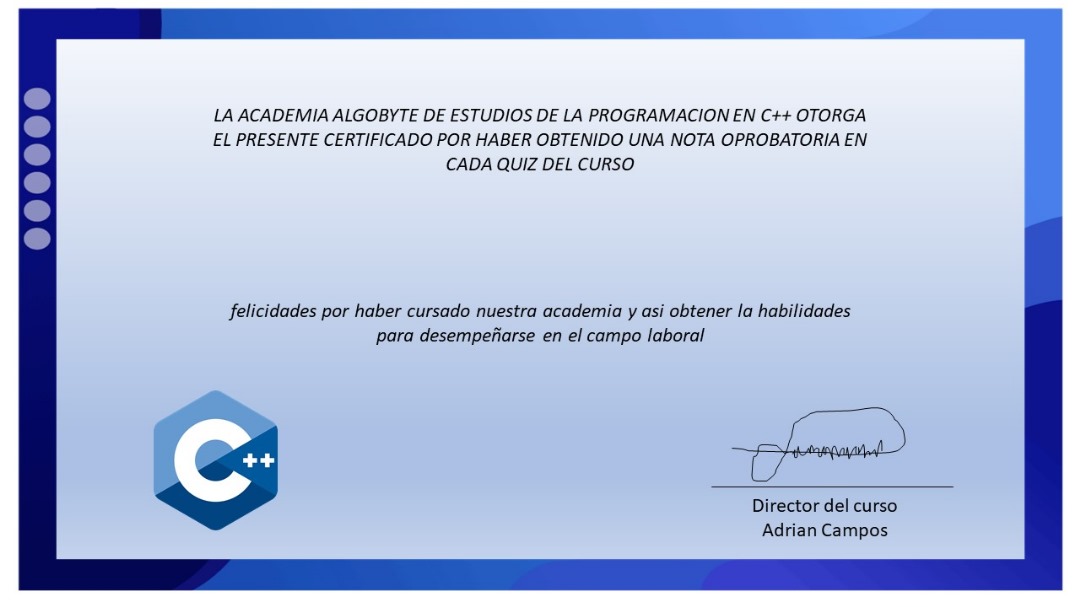 LA ACADEMIA ALGOBYTE DE ESTUDIOS DE LA PROGRAMACION EN C++ OTORGA
EL PRESENTE CERTIFICADO POR HABER OBTENIDO UNA NOTA OPROBATORIA EN
CADA QUIZ DEL CURSO
felicidades por haber cursado nuestra academia y asi obtener la habilidades
para desempeñarse en el campo laboral
C++
Director del curso
Adrian Campos